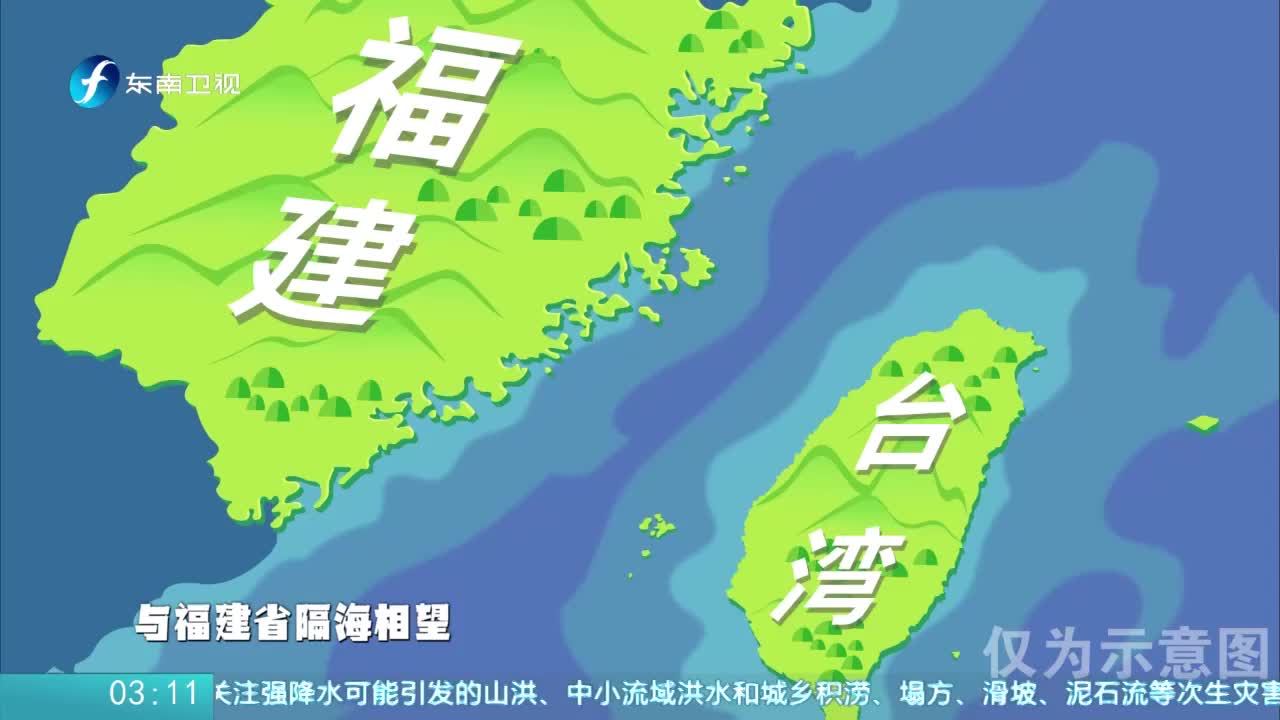 福建
东南卫视
台湾
与福建省隔海相望
仅为示意图
03:11
关注强降水可能引发的山洪、中小流域洪水和城乡积涝、塌方、滑坡、泥石流等次生灾害